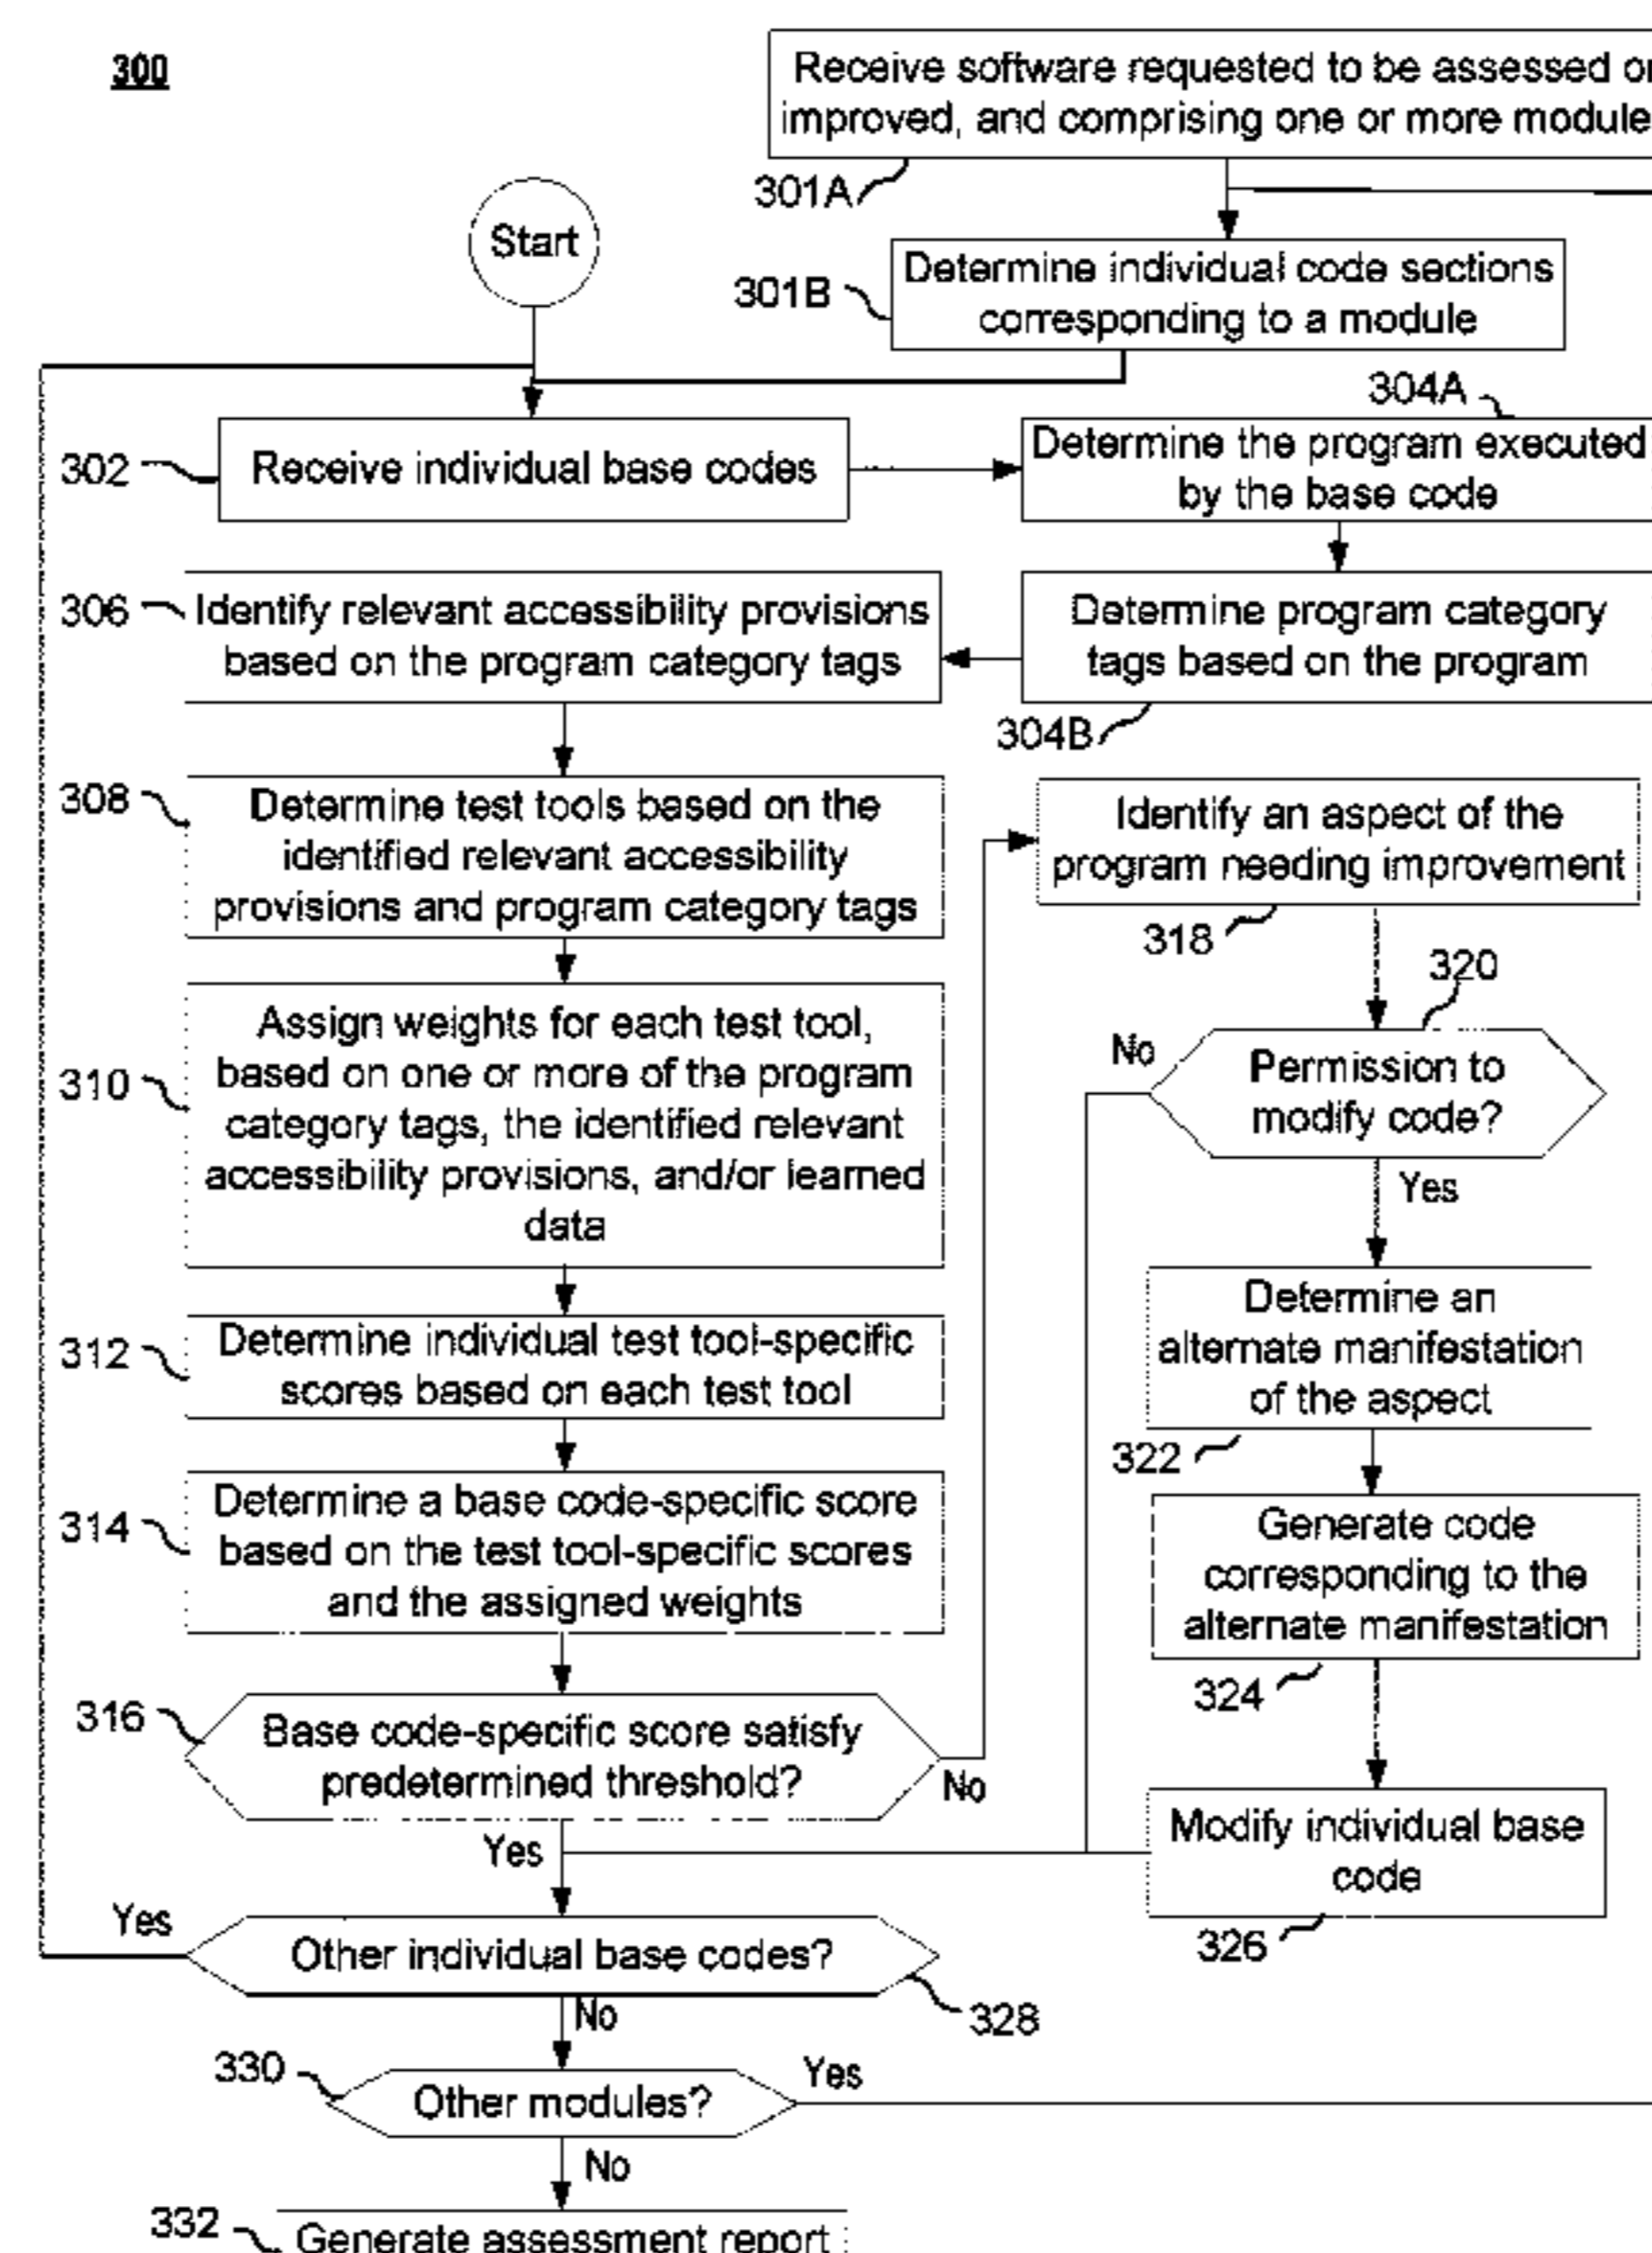 300
Receive software requested to be assessed or
improved, and comprising one or more module
301A
Start
301B
Determine individual code sections
corresponding to a module
304A
302
Receive individual base codes
Determine the program executed
by the base code
306
Identify relevant accessibility provisions
based on the program category tags
Determine program category
tags based on the program
304B
308
Determine test tools based on the
identified relevant accessibility
provisions and program category tags
Identify an aspect of the
program needing improvement
318
320
310
Assign weights for each test tool,
based on one or more of the program
category tags, the identified relevant
accessibility provisions, and/or learned
data
No
Permission to
modify code?
Yes
312
Determine individual test tool-specific
scores based on each test tool
Determine an
alternate manifestation
of the aspect
322
314
Determine a base code-specific score
based on the test tool-specific scores
and the assigned weights
Generate code
corresponding to the
alternate manifestation
324
316
Base code-specific score satisfy
predetermined threshold?
No
Yes
Modify individual base
code
326
Yes
Other individual base codes?
328
No
330
Other modules?
Yes
No
332
Generate assessment report